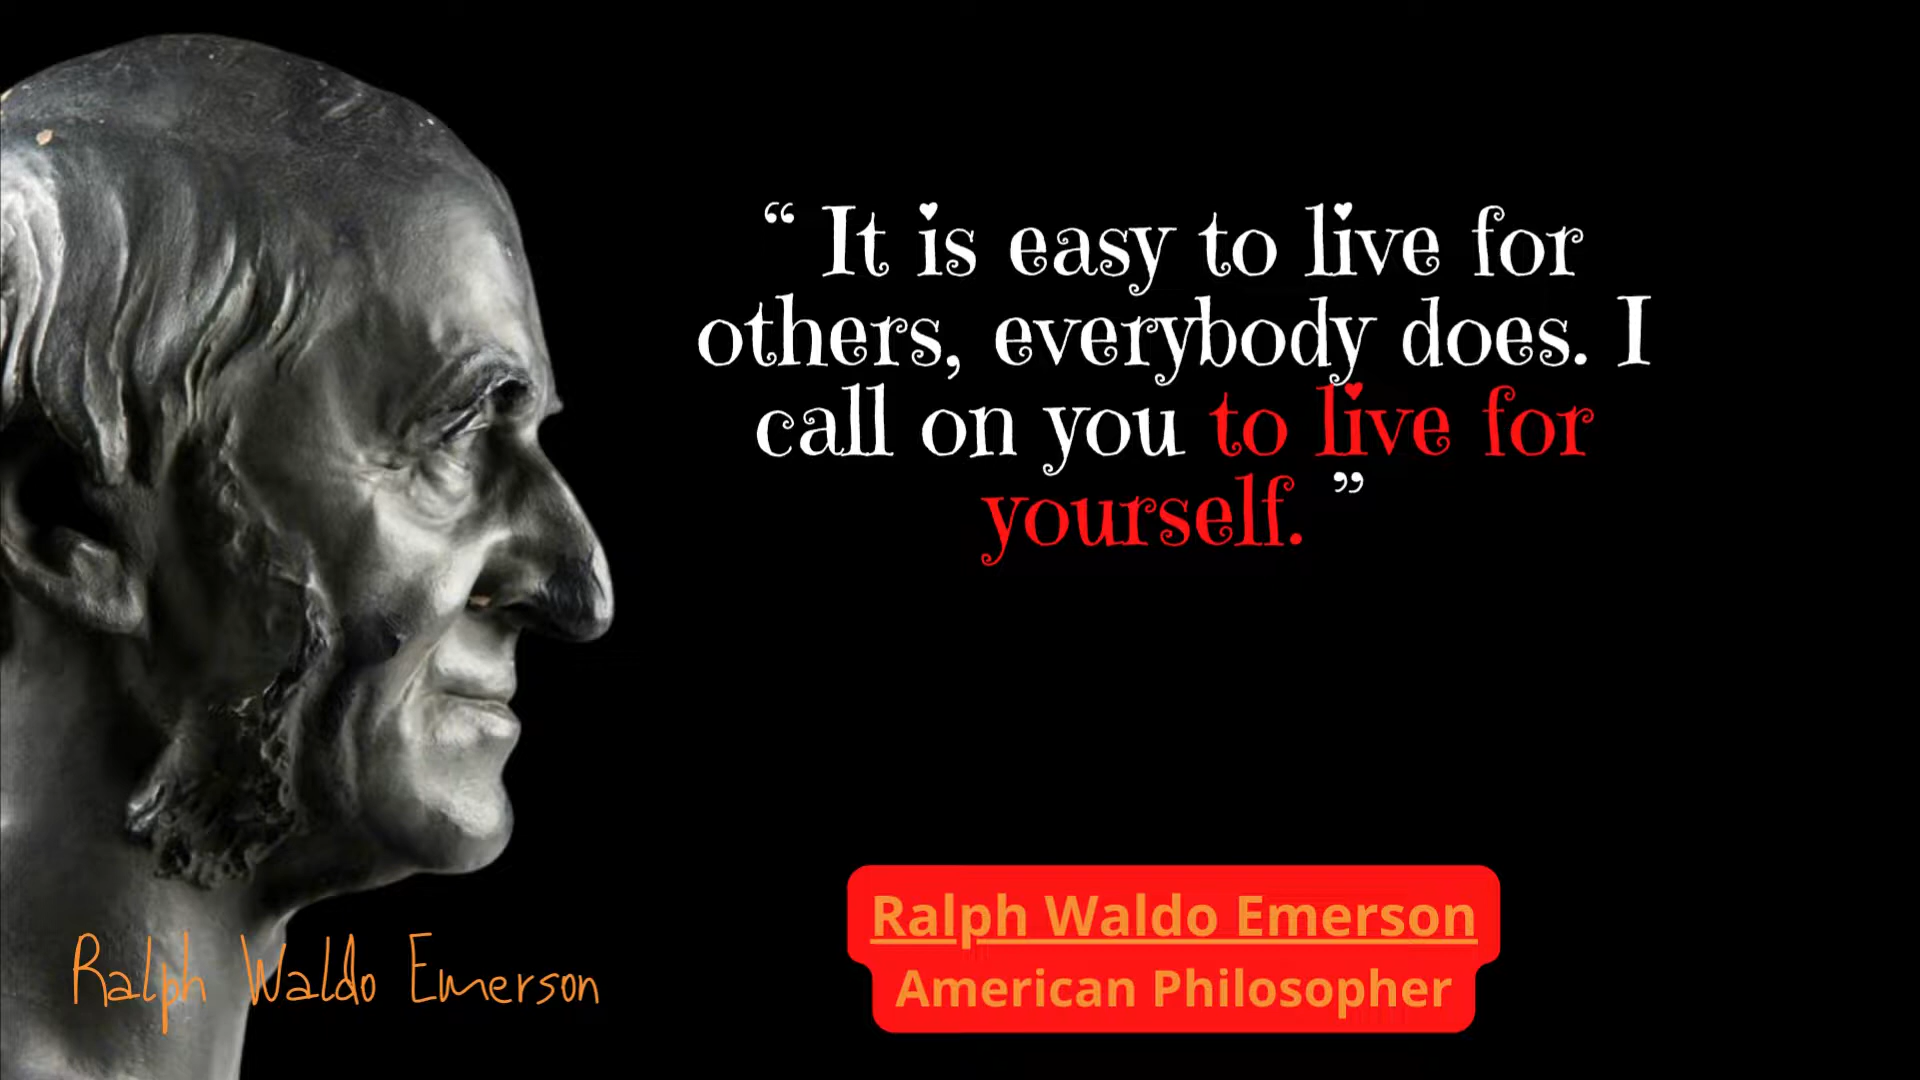 “ It is easy to live for
others, everybody does. I
call on you to live for
yourself. ”
Ralph Waldo Emerson
American Philosopher
Ralph Waldo Emerson